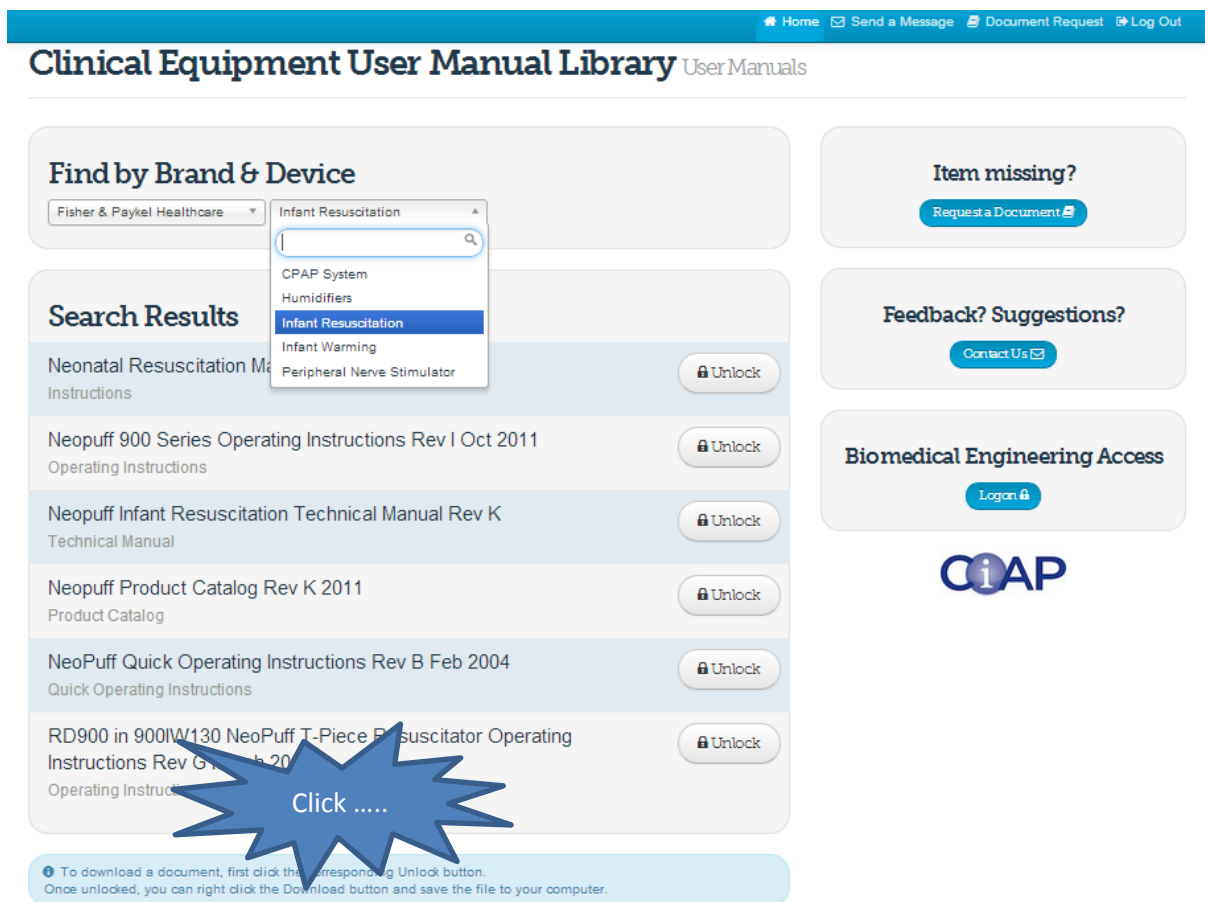 Home Send a Message Document Request Log Out
Clinical Equipment User Manual Library User Manuals
Find by Brand & Device
Fisher & Paykel Healthcare
Infant Resuscitation
CPAP System
Humidifiers
Infant Resuscitation
Infant Warming
Peripheral Nerve Stimulator
Search Results
Neonatal Resuscitation
Instructions
Unlock
Neopuff 900 Series Operating Instructions Rev I Oct 2011
Operating Instructions
Unlock
Neopuff Infant Resuscitation Technical Manual Rev K
Technical Manual
Unlock
Neopuff Product Catalog Rev K 2011
Product Catalog
Unlock
NeoPuff Quick Operating Instructions Rev B Feb 2004
Quick Operating Instructions
Unlock
RD900 in 900IW130 NeoPuff T-Piece Operating
Instructions Rev G
Operating
Unlock
Click .....
To download a document, first click the Unlock button.
Once unlocked, you can right click the Download button and save the file to your computer.
Item missing?
Request a Document
Feedback? Suggestions?
Contact Us
Biomedical Engineering Access
Logon
CiAP